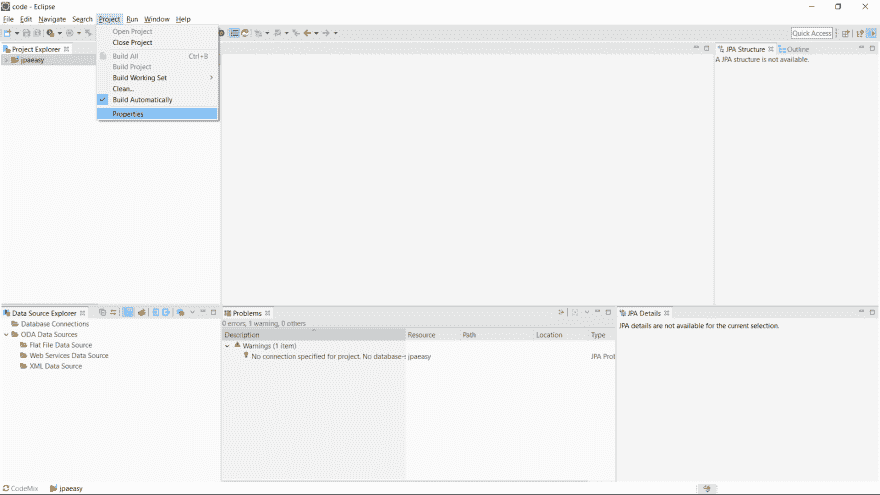 code - Eclipse
File Edit Navigate Search Project Run Window Help
Open Project
Close Project
Build All Ctrl+B
Build Project
Build Working Set
Clean...
Build Automatically
Properties
Quick Access
Project Explorer
jpaeasy
JPA Structure Outline
A JPA structure is not available.
Data Source Explorer
Database Connections
ODA Data Sources
Flat File Data Source
Web Services Data Source
XML Data Source
Problems
0 errors, 1 warning, 0 others
Description Resource Path Location Type
Warnings (1 item)
No connection specified for project. No database-s jpaeasy JPA Prol
JPA Details
JPA details are not available for the current selection.
CodeMix jpaeasy